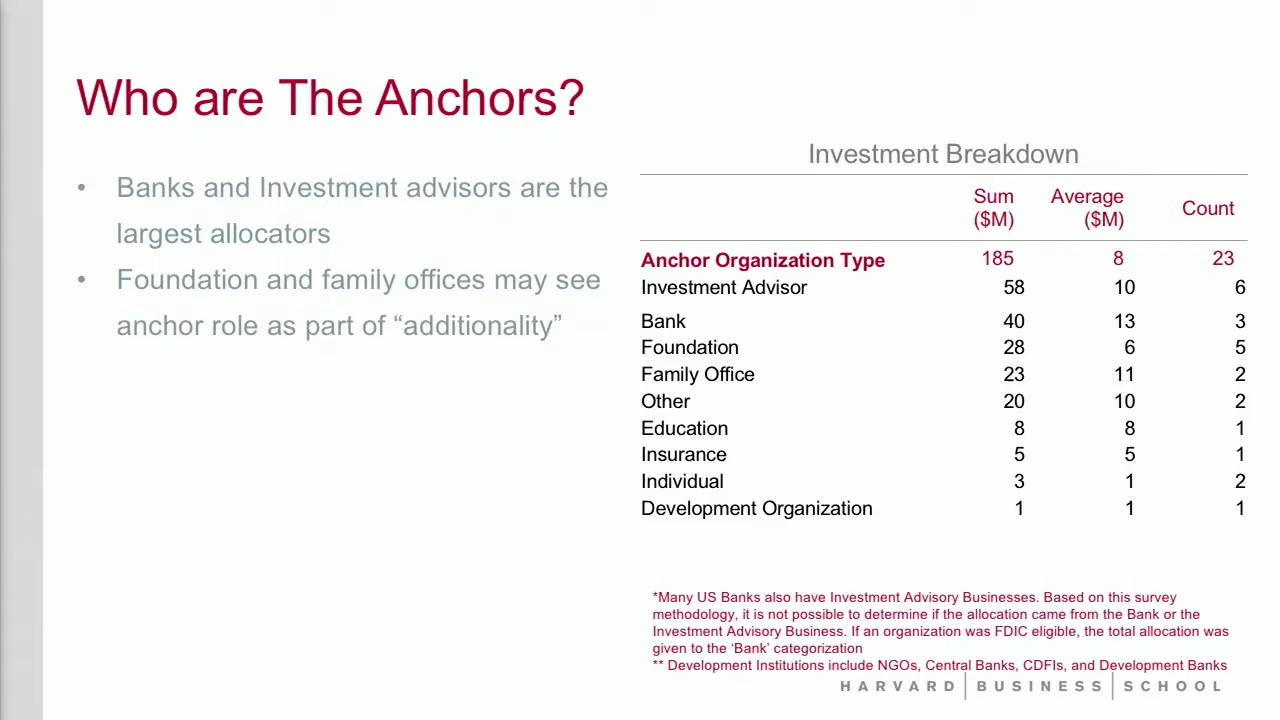 Who are The Anchors?
• Banks and Investment advisors are the
largest allocators
• Foundation and family offices may see
anchor role as part of “additionality”
Investment Breakdown
Sum ($M) Average ($M) Count
Anchor Organization Type 185 8 23
Investment Advisor 58 10 6
Bank 40 13 3
Foundation 28 6 5
Family Office 23 11 2
Other 20 10 2
Education 8 8 1
Insurance 5 5 1
Individual 3 1 2
Development Organization 1 1 1
*Many US Banks also have Investment Advisory Businesses. Based on this survey
methodology, it is not possible to determine if the allocation came from the Bank or the
Investment Advisory Business. If an organization was FDIC eligible, the total allocation was
given to the ‘Bank’ categorization
** Development Institutions include NGOs, Central Banks, CDFIs, and Development Banks
HARVARD BUSINESS SCHOOL